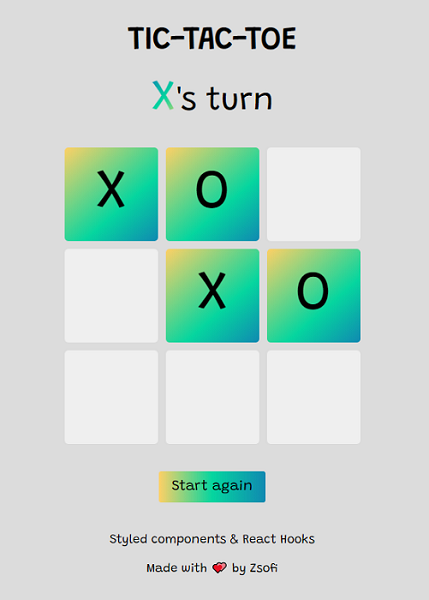 TIC-TAC-TOE
X's turn
X O
X O
Start again
Styled components & React Hooks
Made with ❤ by Zsofi